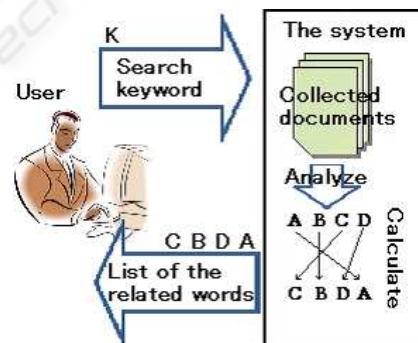 K
Search
keyword
User
The system
Collected
documents
Analyze
A B C D
Calculate
C B D A
C B D A
List of the
related words